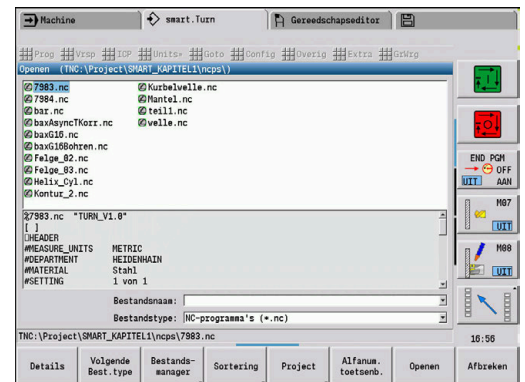 Machine
smart.Turn
Gereedschapseditor
Prog Vrsp ICP Units» Goto Config Overig Extra GrWrg
Openen (TNC:\Project\SMART_KAPITEL1\ncps\)
7983.nc Kurbelwelle.nc
7984.nc Mantel.nc
bar.nc teil1.nc
baxAsyncTKorr.nc welle.nc
baxG16.nc
baxG16Bohren.nc
Felge_02.nc
Felge_03.nc
Helix_Cyl.nc
Kontur_2.nc
%7983.nc "TURN_V1.0"
[ ]
HEADER
#MEASURE_UNITS METRIC
#DEPARTMENT HEIDENHAIN
#MATERIAL Stahl
#SETTING 1 von 1
Bestandsnaam:
Bestandstype: NC-programma's (*.nc)
TNC:\Project\SMART_KAPITEL1\ncps\7983.nc
END PGM
OFF
UIT AAN
M07
UIT
M08
UIT
16:56
Details
Volgende Best.type
Bestands-manager
Sortering
Project
Alfanum. toetsenb.
Openen
Afbreken